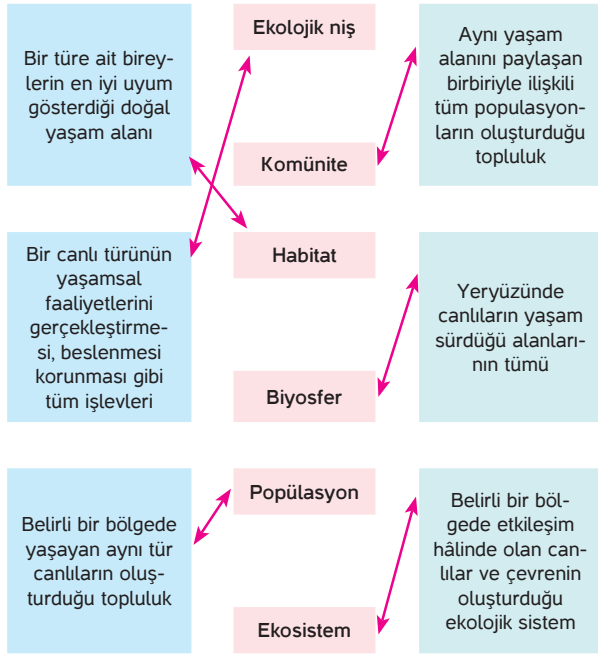 Bir türe ait birey-
lerin en iyi uyum
gösterdiği doğal
yaşam alanı
Bir canlı türünün
yaşamsal
faaliyetlerini
gerçekleştirme-
si, beslenmesi
korunması gibi
tüm işlevleri
Belirli bir bölgede
yaşayan aynı tür
canlıların oluş-
turduğu topluluk
Ekolojik niş
Komünite
Habitat
Biyosfer
Popülasyon
Ekosistem
Aynı yaşam
alanını paylaşan
birbiriyle ilişkili
tüm populasyon-
ların oluşturduğu
topluluk
Yeryüzünde
canlıların yaşam
sürdüğü alanları-
nın tümü
Belirli bir böl-
gede etkileşim
hâlinde olan can-
lılar ve çevrenin
oluşturduğu
ekolojik sistem